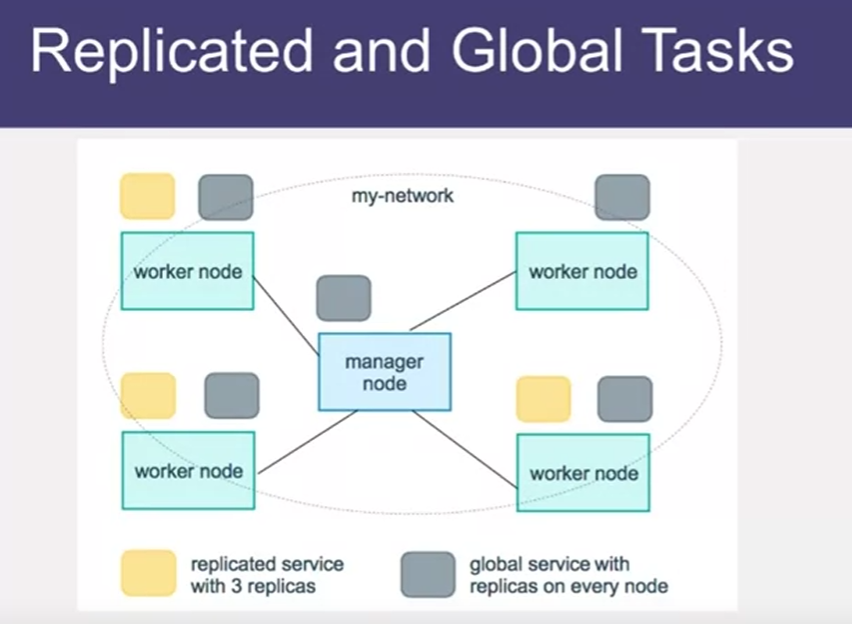 Replicated and Global Tasks
my-network
worker node
worker node
manager
node
worker node
worker node
replicated service
with 3 replicas
global service with
replicas on every node